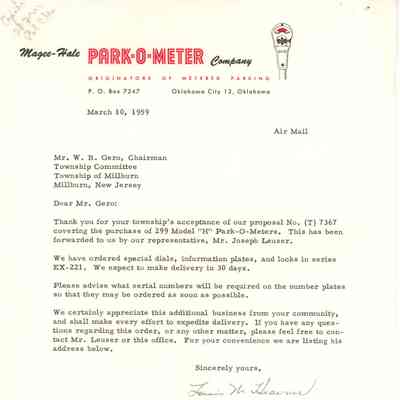 Magee-Hale PARK-O-METER Company
ORIGINATORS OF METERED PARKING
P. O. Box 7247 Oklahoma City 12, Oklahoma
March 10, 1959
Air Mail
Mr. W. R. Gero, Chairman
Township Committee
Township of Millburn
Millburn, New Jersey
Dear Mr. Gero:
Thank you for your township's acceptance of our proposal No. (T) 7367
covering the purchase of 299 Model "H" Park-O-Meters. This has been
forwarded to us by our representative, Mr. Joseph Leuser.
We have ordered special dials, information plates, and locks in series
EX-221. We expect to make delivery in 30 days.
Please advise what serial numbers will be required on the number plates
so that they may be ordered as soon as possible.
We certainly appreciate this additional business from your community,
and shall make every effort to expedite delivery. If you have any ques-
tions regarding this order, or any other matter, please feel free to con-
tact Mr. Leuser or this office. For your convenience we are listing his
address below.
Sincerely yours,